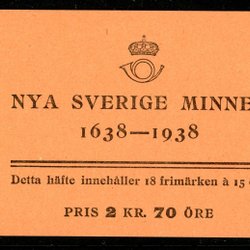 NYA SVERIGE MINNE
1638—1938
Detta häfte innehåller 18 frimärken à 15
PRIS 2 KR. 70 ÖRE